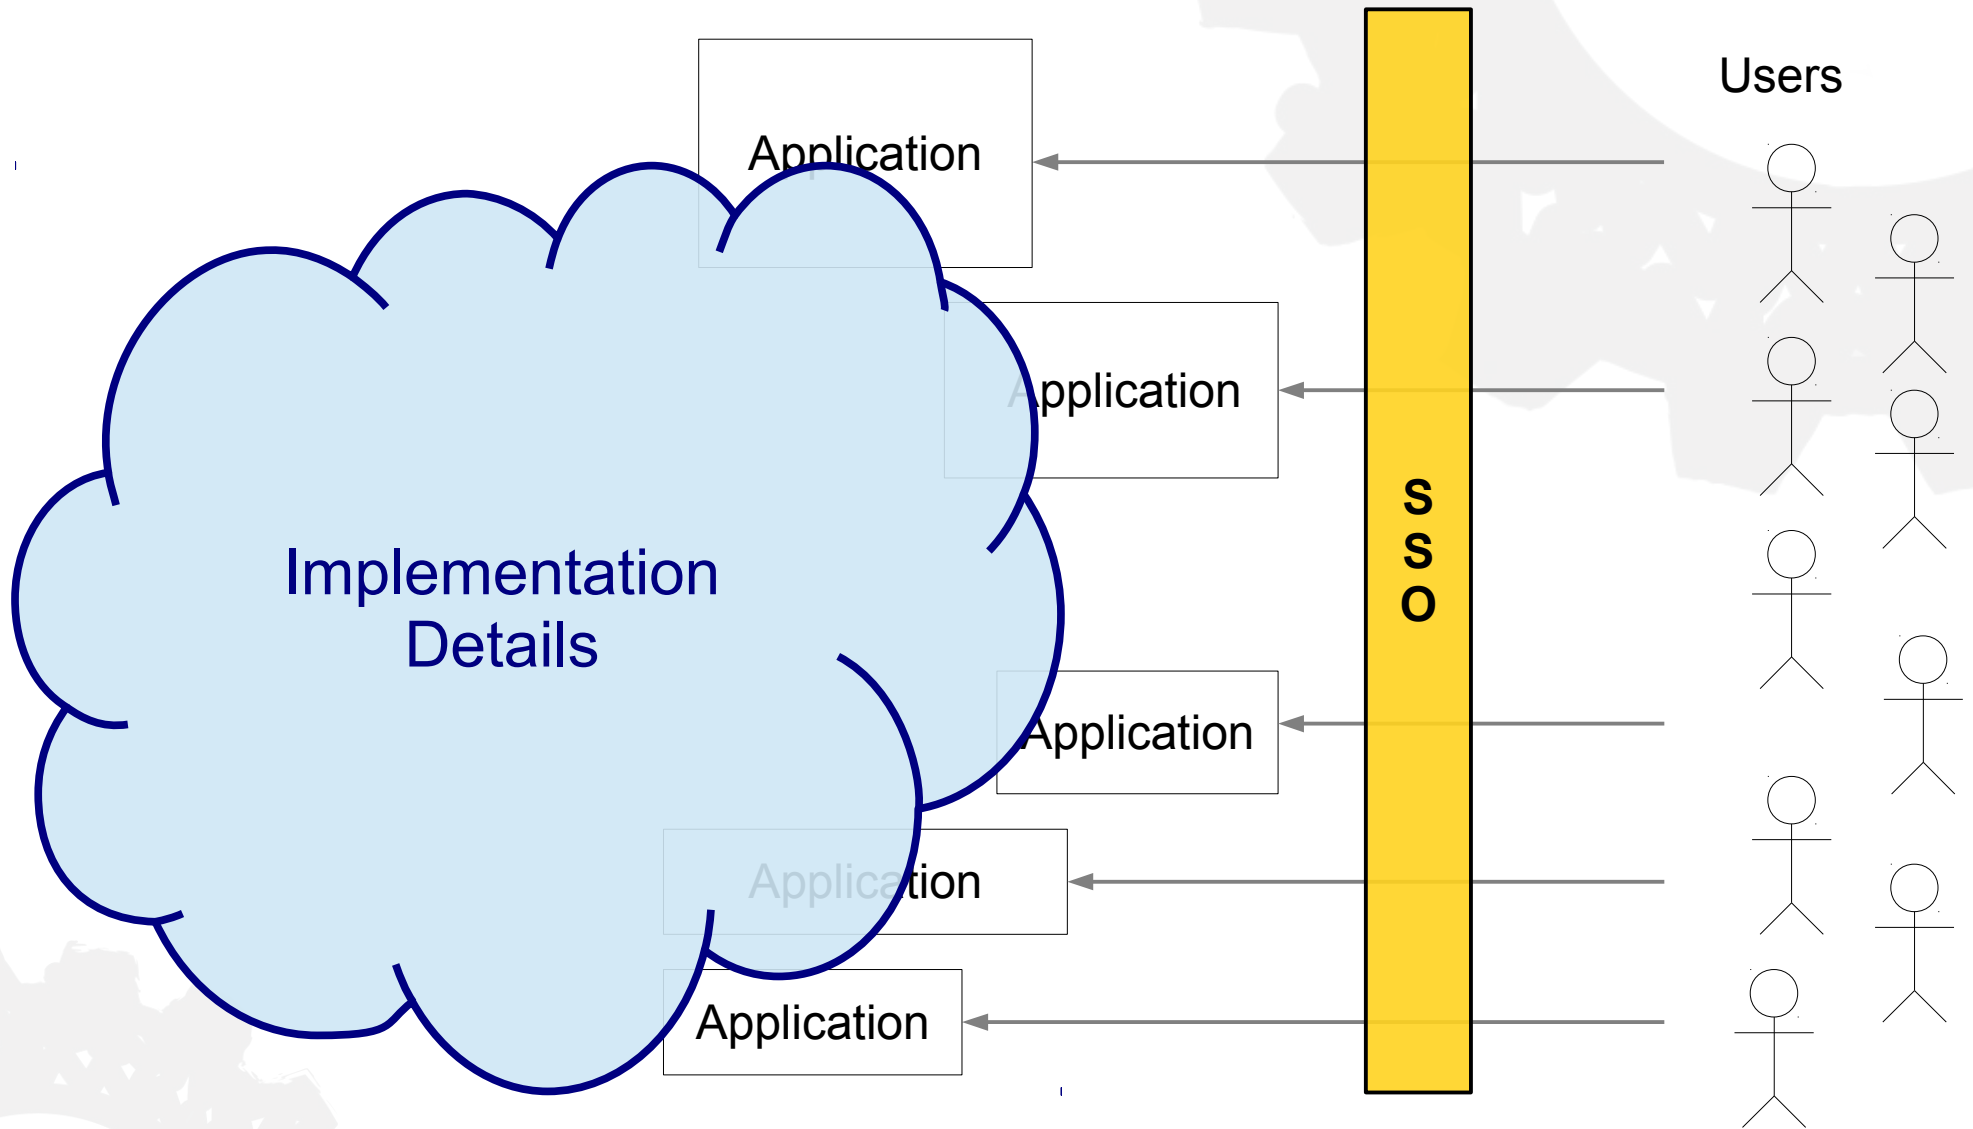 Users
Application
Application
S
S
O
Implementation
Details
Application
Application
Application